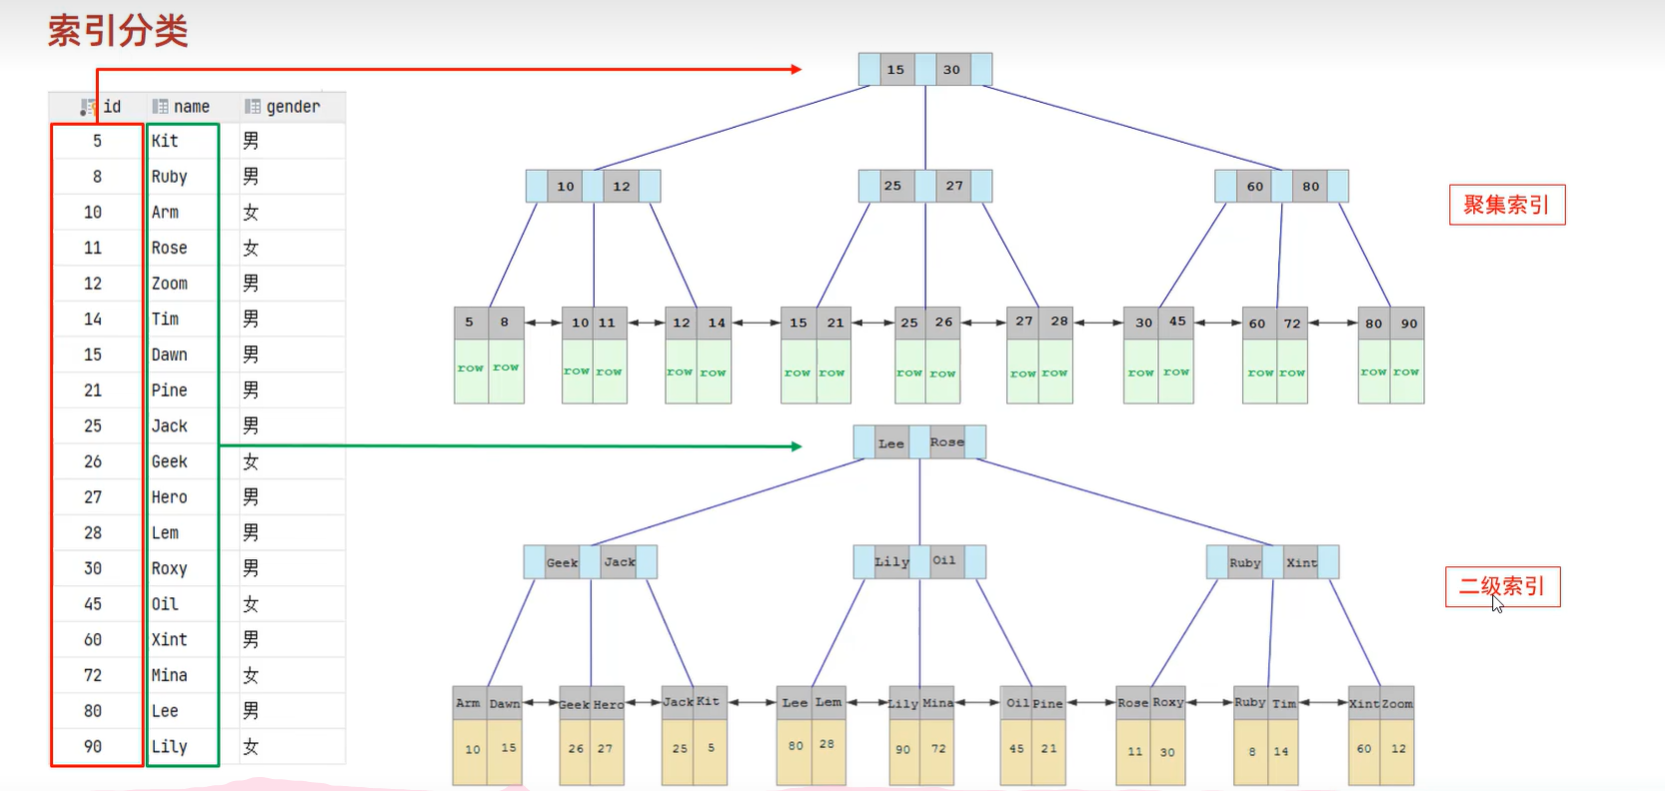 索引分类
id name gender
5 Kit 男
8 Ruby 男
10 Arm 女
11 Rose 女
12 Zoom 男
14 Tim 男
15 Dawn 男
21 Pine 男
25 Jack 男
26 Geek 女
27 Hero 男
28 Lem 男
30 Roxy 男
45 Oil 女
60 Xint 男
72 Mina 女
80 Lee 男
90 Lily 女
15 30
10 12 25 27 60 80
聚集索引
5 8 10 11 12 14 15 21 25 26 27 28 30 45 60 72 80 90
row row row row row row row row row row row row row row row row row row
Lee Rose
Geek Jack Lily Oil Ruby Xint
二级索引
Arm Dawn Geek Hero Jack Kit Lee Lem Lily Mina Oil Pine Rose Roxy Ruby Tim Xint Zoom
10 15 26 27 25 5 80 28 90 72 45 21 11 30 8 14 60 12